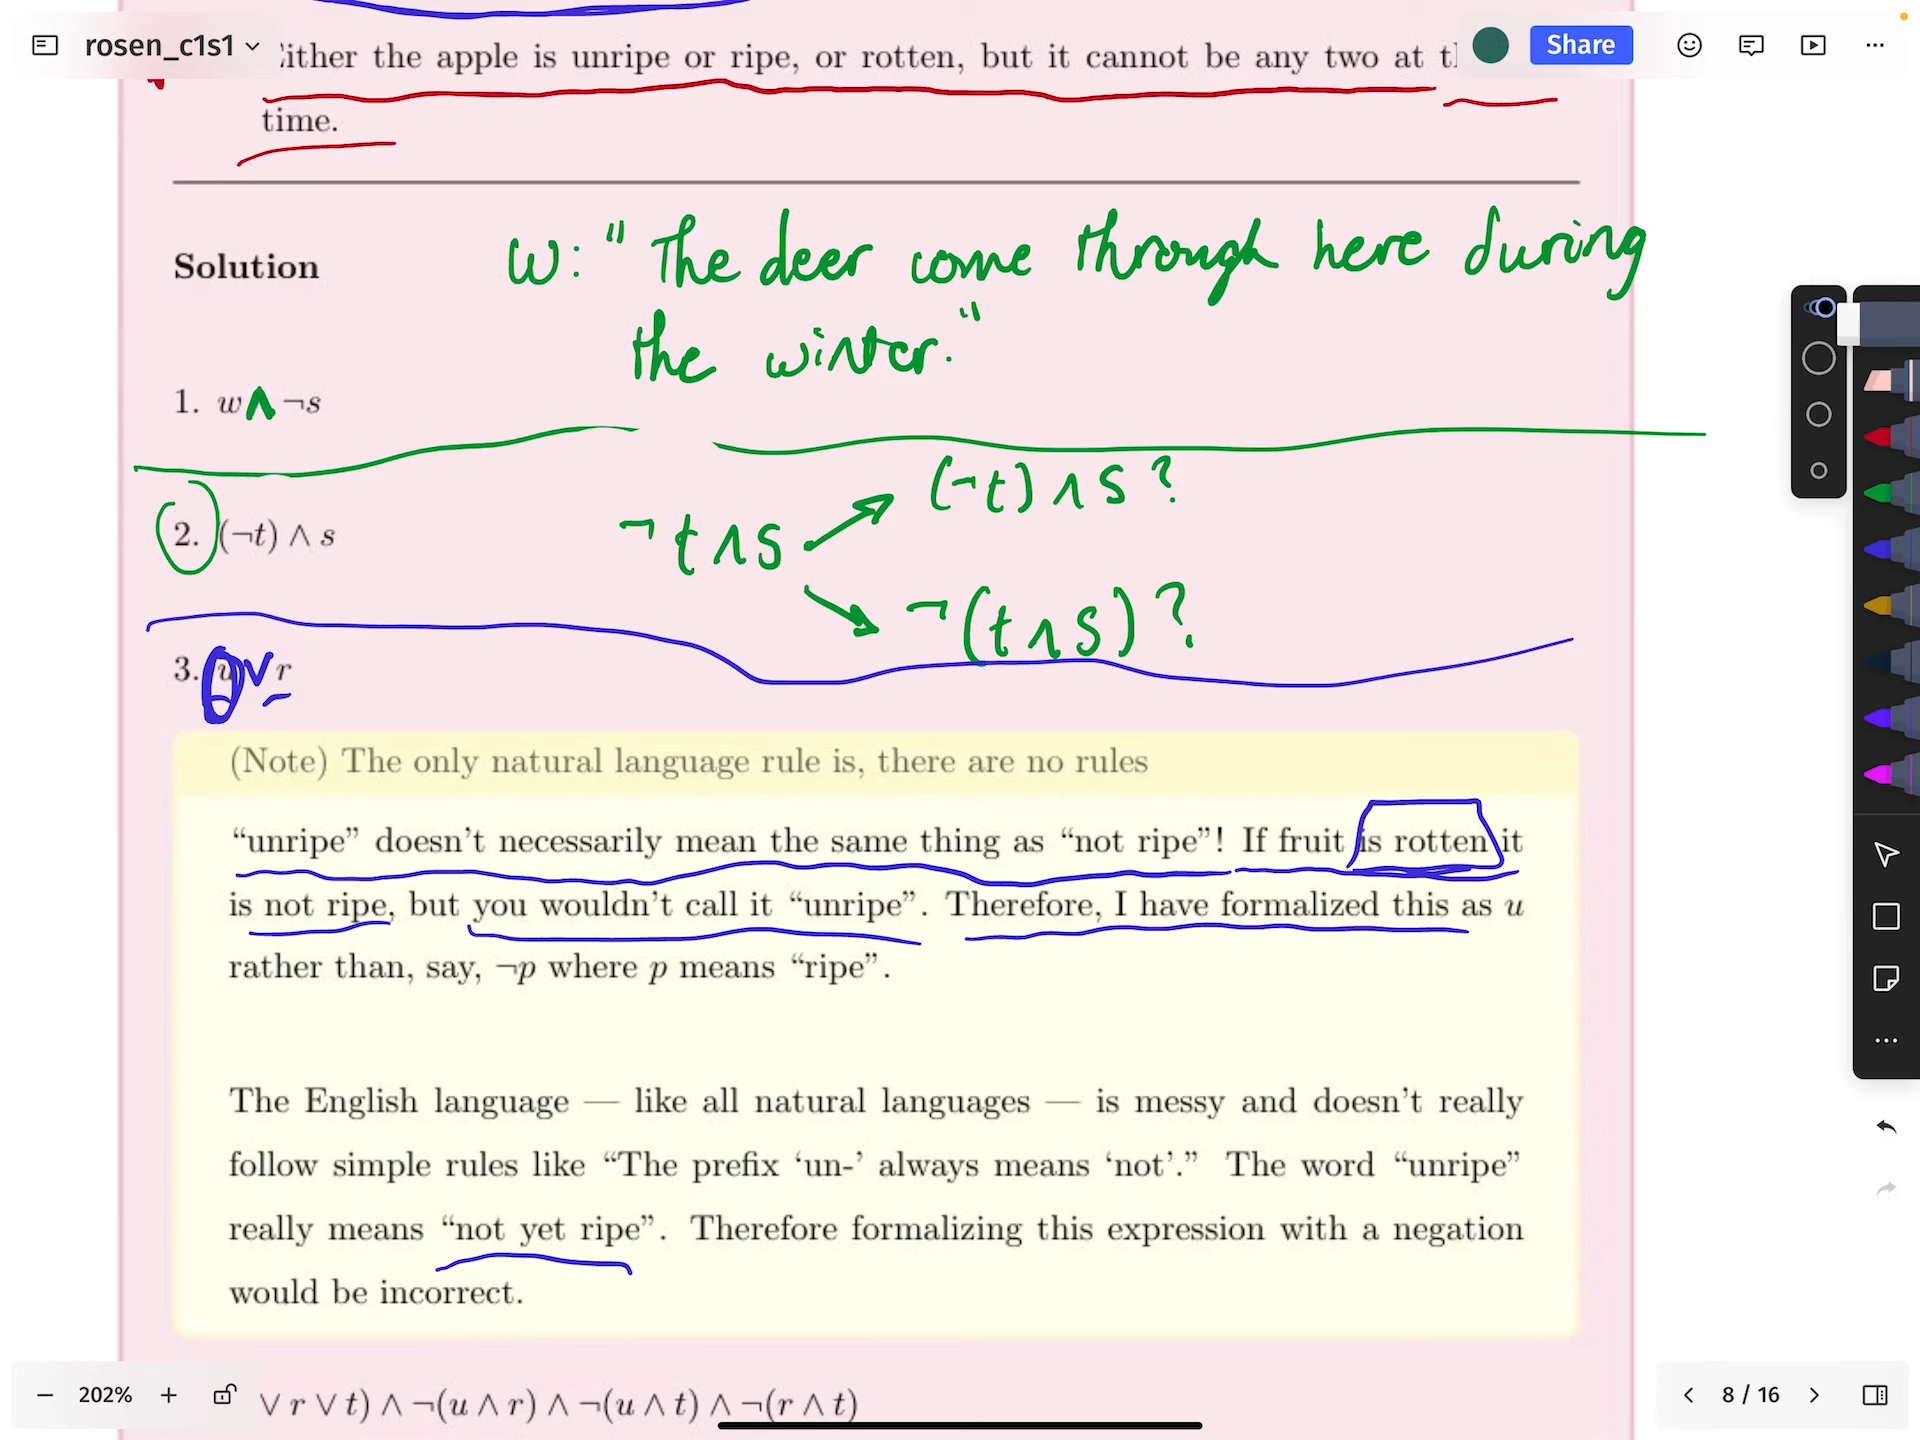 rosen_c1s1
Share
ither the apple is unripe or ripe, or rotten, but it cannot be any two at t
time.
Solution
w: "The deer come through here during
the winter."
1. w ∧ ¬s
(¬t) ∧ s?
2. (¬t) ∧ s
¬t ∧ s
¬(t ∧ s)?
3. u ∨ r
(Note) The only natural language rule is, there are no rules
“unripe” doesn’t necessarily mean the same thing as “not ripe”! If fruit is rotten it
is not ripe, but you wouldn’t call it “unripe”. Therefore, I have formalized this as u
rather than, say, ¬p where p means “ripe”.
The English language — like all natural languages — is messy and doesn’t really
follow simple rules like “The prefix ‘un-’ always means ‘not’.” The word “unripe”
really means “not yet ripe”. Therefore formalizing this expression with a negation
would be incorrect.
∨ r ∨ t) ∧ ¬(u ∧ r) ∧ ¬(u ∧ t) ∧ ¬(r ∧ t)
202%
8 / 16